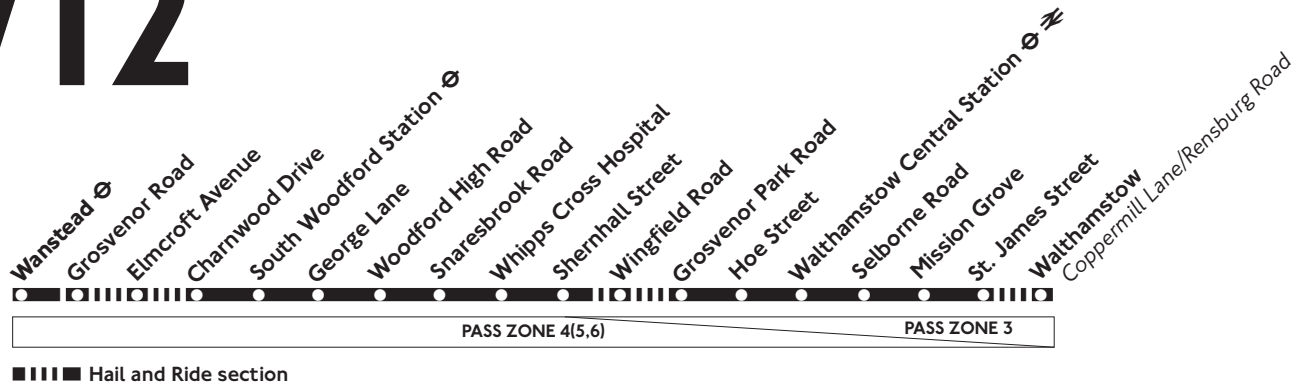 12
Wanstead
Grosvenor Road
Elmcroft Avenue
Charnwood Drive
South Woodford Station
George Lane
Woodford High Road
Snaresbrook Road
Whipps Cross Hospital
Shernhall Street
Wingfield Road
Grosvenor Park Road
Hoe Street
Walthamstow Central Station
Selborne Road
Mission Grove
St. James Street
Walthamstow
Coppermill Lane/Rensburg Road
PASS ZONE 4(5,6)
PASS ZONE 3
Hail and Ride section